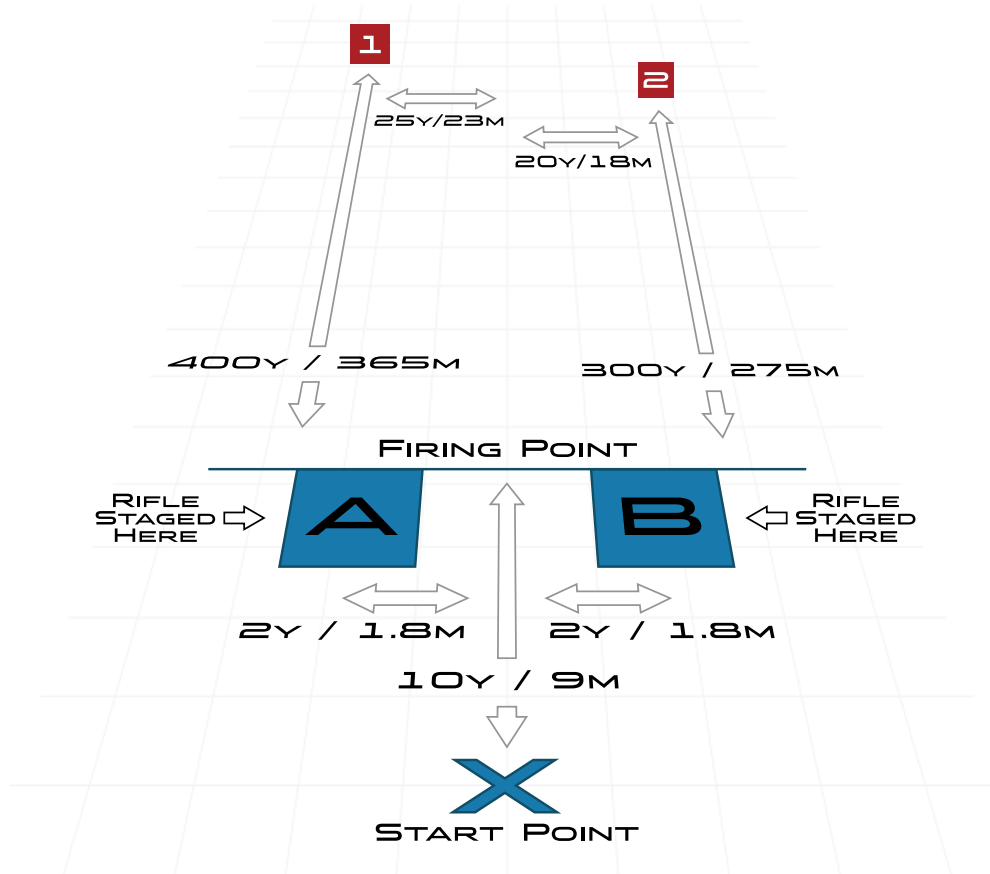 1
2
25Y/23M
20Y/18M
400Y / 365M
300Y / 275M
Firing Point
A
B
Rifle
Staged
Here
Rifle
Staged
Here
2Y / 1.8M
2Y / 1.8M
10Y / 9M
X
Start Point